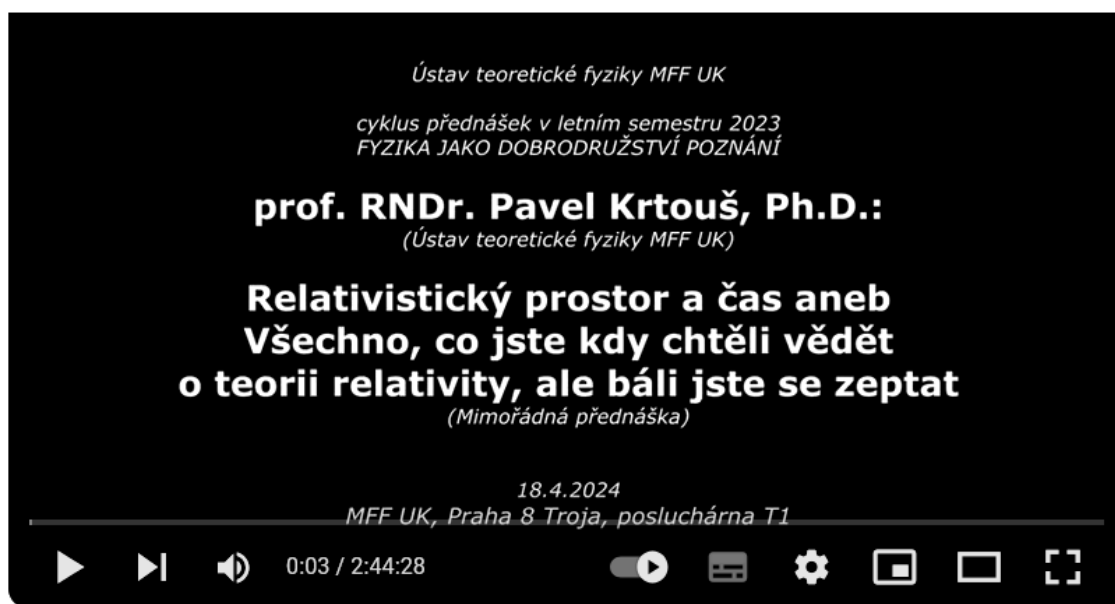 Ústav teoretické fyziky MFF UK
cyklus přednášek v letním semestru 2023
FYZIKA JAKO DOBRODRUŽSTVÍ POZNÁNÍ
prof. RNDr. Pavel Krtouš, Ph.D.:
(Ústav teoretické fyziky MFF UK)
Relativistický prostor a čas aneb
Všechno, co jste kdy chtěli vědět
o teorii relativity, ale báli jste se zeptat
(Mimořádná přednáška)
18.4.2024
MFF UK, Praha 8 Troja, posluchárna T1
0:03 / 2:44:28